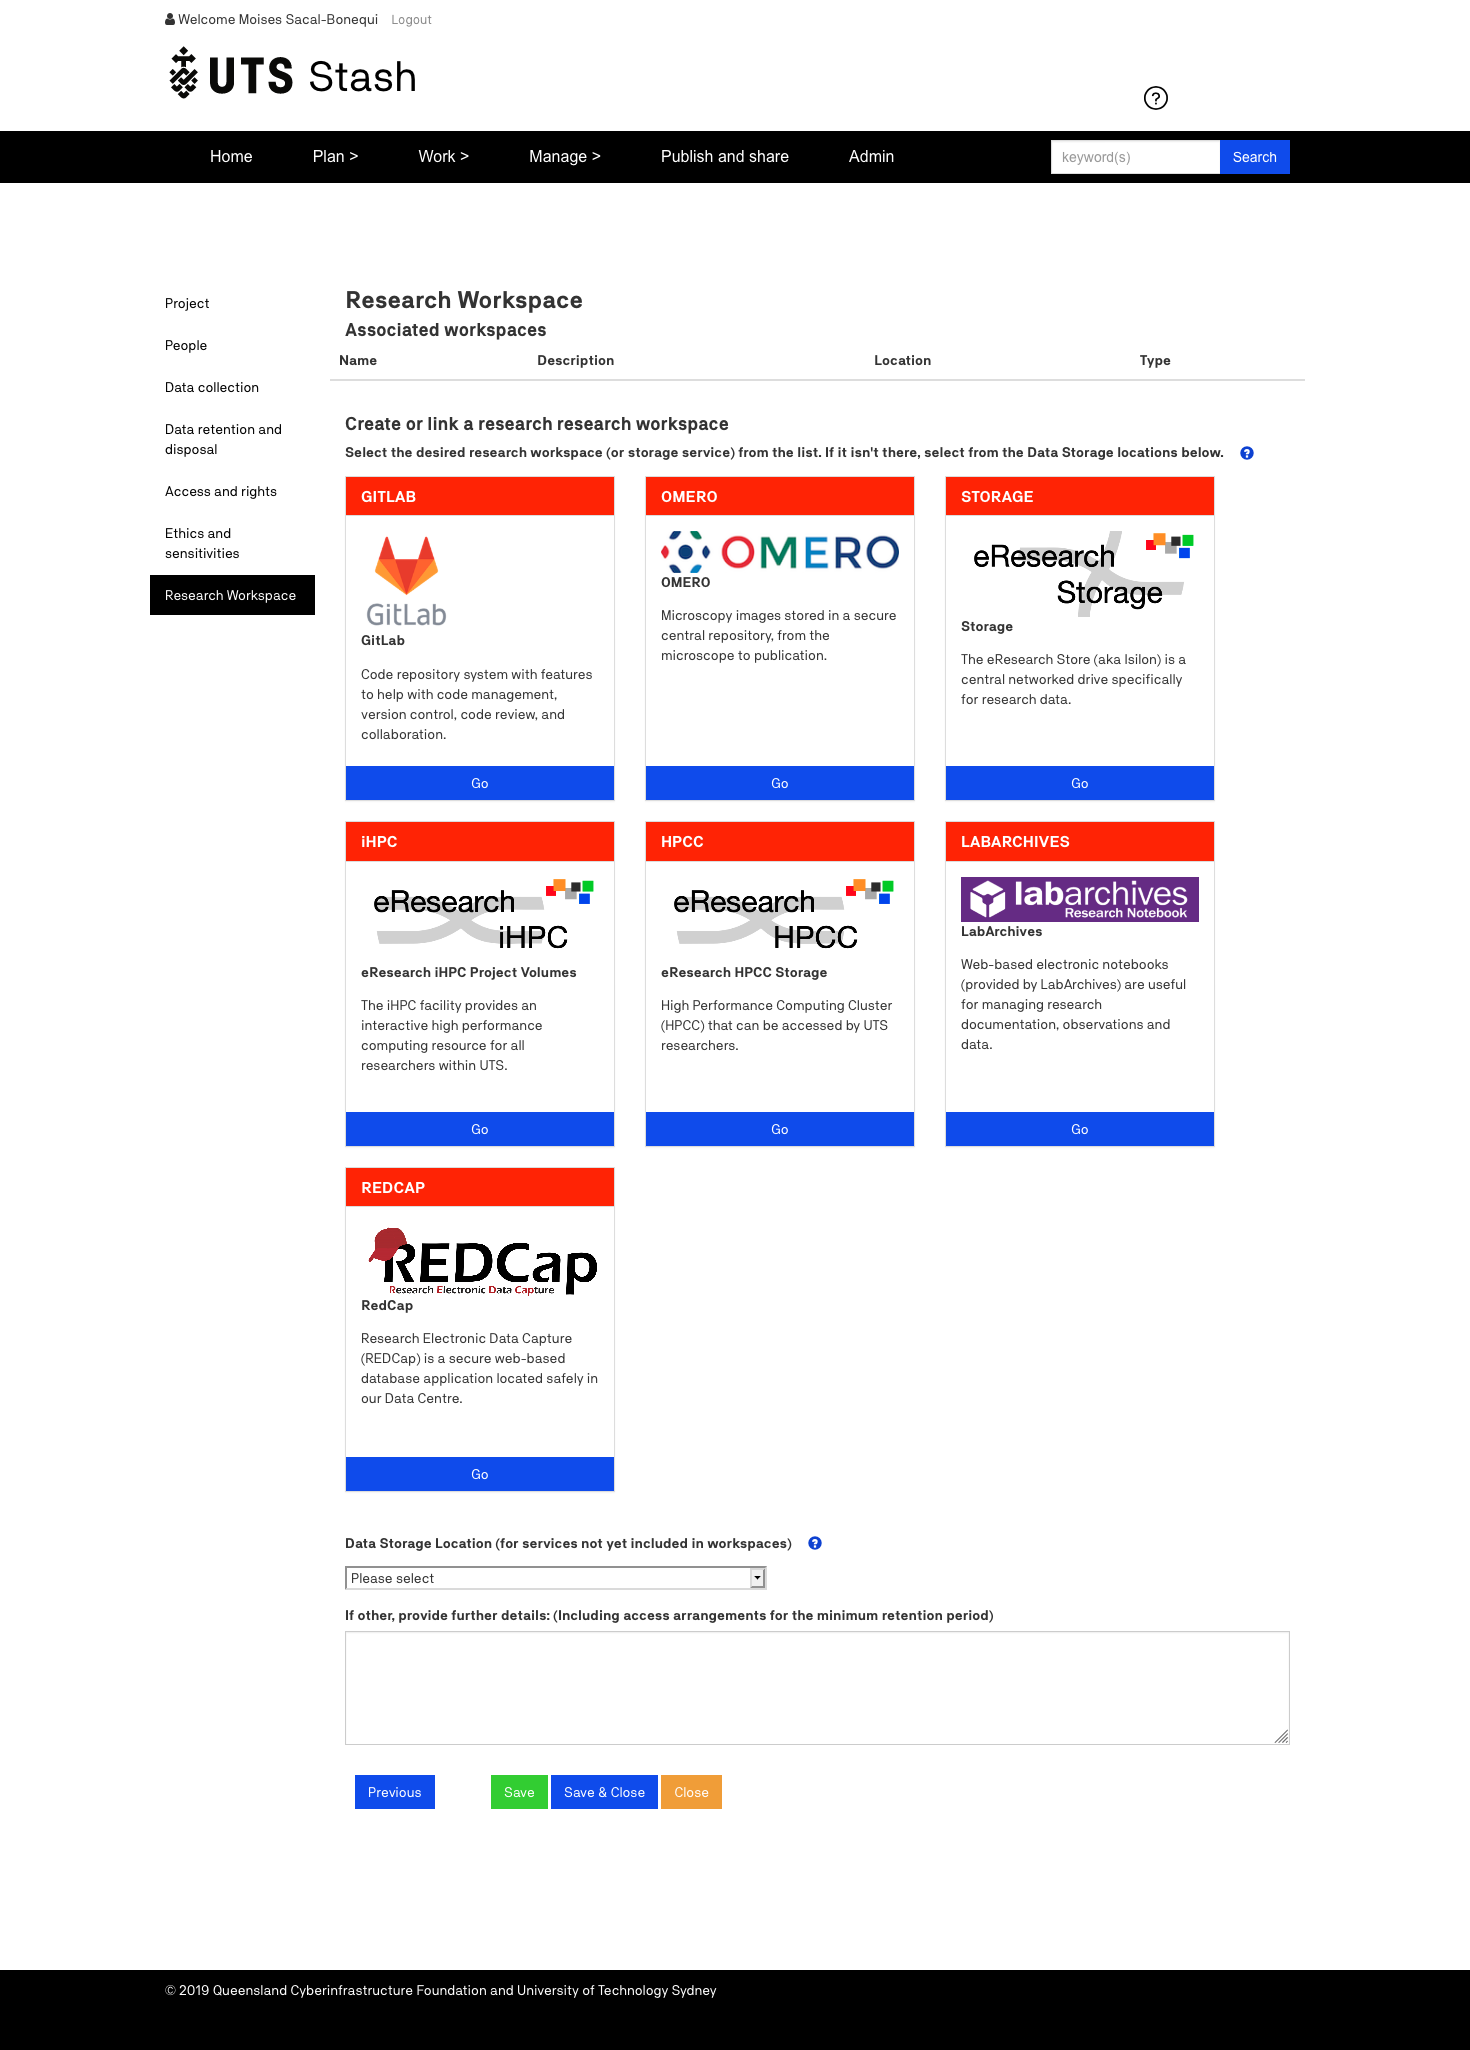 Welcome Moises Sacal-Bonequi Logout
UTS Stash
?
Home Plan > Work > Manage > Publish and share Admin keyword(s) Search
Project
People
Data collection
Data retention and
disposal
Access and rights
Ethics and
sensitivities
Research Workspace
Research Workspace
Associated workspaces
Name Description Location Type
Create or link a research research workspace
Select the desired research workspace (or storage service) from the list. If it isn't there, select from the Data Storage locations below. ?
GITLAB
GitLab
GitLab
Code repository system with features
to help with code management,
version control, code review, and
collaboration.
Go
OMERO
OMERO
OMERO
Microscopy images stored in a secure
central repository, from the
microscope to publication.
Go
STORAGE
eResearch
Storage
Storage
The eResearch Store (aka Isilon) is a
central networked drive specifically
for research data.
Go
iHPC
eResearch
iHPC
eResearch iHPC Project Volumes
The iHPC facility provides an
interactive high performance
computing resource for all
researchers within UTS.
Go
HPCC
eResearch
HPCC
eResearch HPCC Storage
High Performance Computing Cluster
(HPCC) that can be accessed by UTS
researchers.
Go
LABARCHIVES
labarchives
Research Notebook
LabArchives
Web-based electronic notebooks
(provided by LabArchives) are useful
for managing research
documentation, observations and
data.
Go
REDCAP
REDCap
Research Electronic Data Capture
RedCap
Research Electronic Data Capture
(REDCap) is a secure web-based
database application located safely in
our Data Centre.
Go
Data Storage Location (for services not yet included in workspaces) ?
Please select
If other, provide further details: (Including access arrangements for the minimum retention period)
Previous Save Save & Close Close
© 2019 Queensland Cyberinfrastructure Foundation and University of Technology Sydney